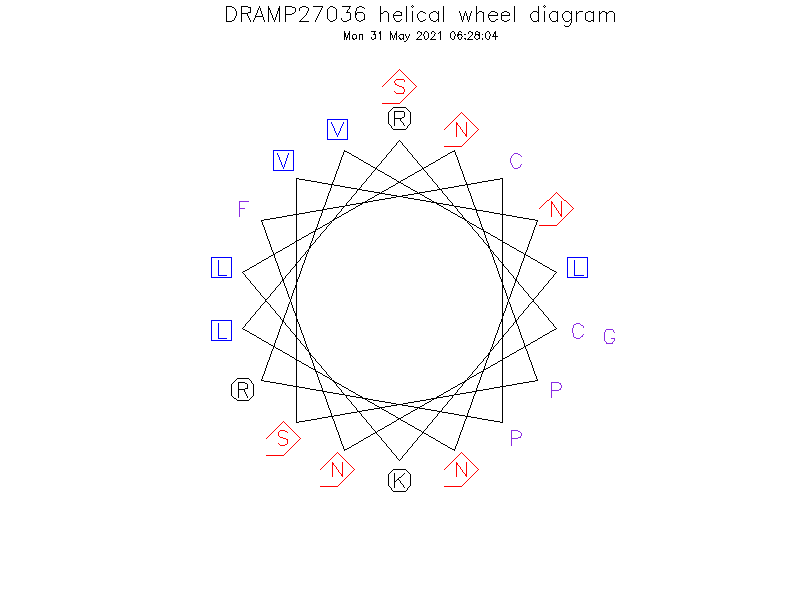 DRAMP27036 helical wheel diagram
Mon 31 May 2021 06:28:04
S
R
V N
V C
F N
L L
L C G
R P
S P
N N
K